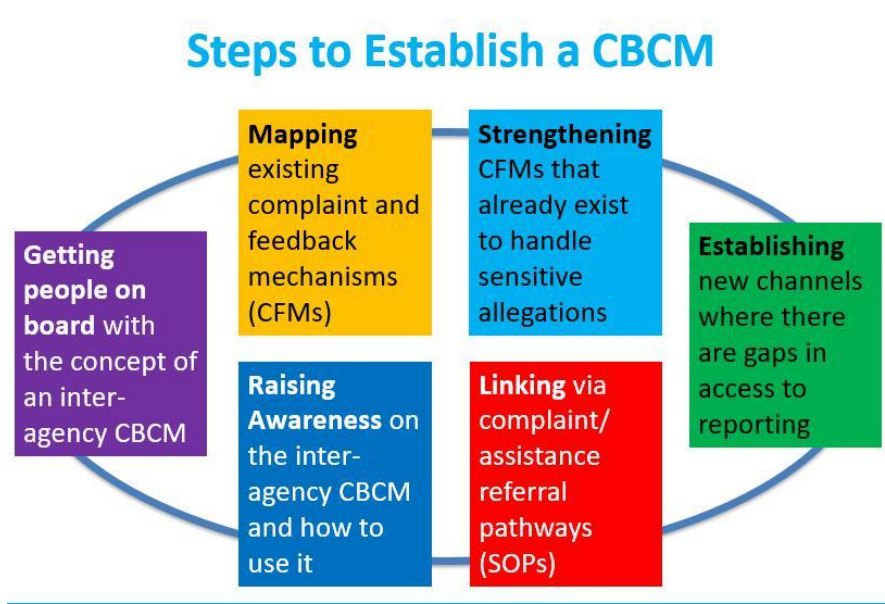 Steps to Establish a CBCM
Getting
people on
board with
the concept of
an inter-
agency CBCM
Mapping
existing
complaint and
feedback
mechanisms
(CFMs)
Strengthening
CFMs that
already exist
to handle
sensitive
allegations
Establishing
new channels
where there
are gaps in
access to
reporting
Linking via
complaint/
assistance
referral
pathways
(SOPs)
Raising
Awareness on
the inter-
agency CBCM
and how to
use it